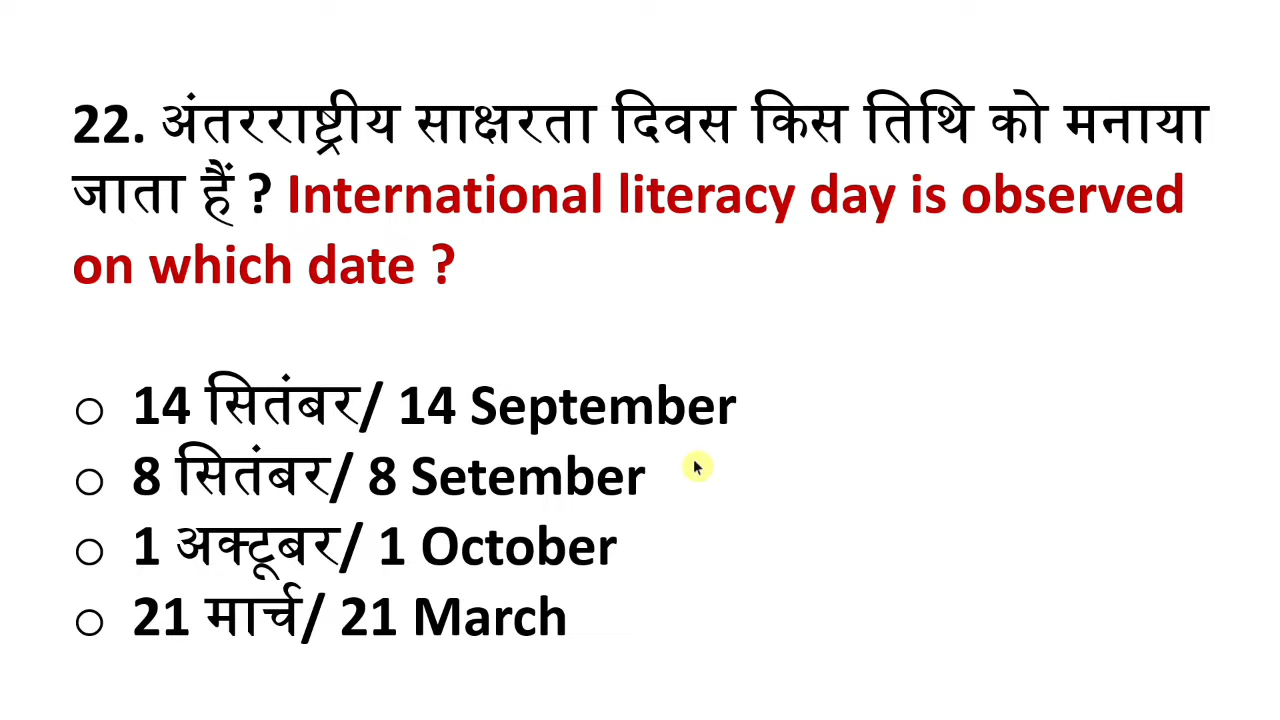 22. अंतरराष्ट्रीय साक्षरता दिवस किस तिथि को मनाया
जाता हैं ? International literacy day is observed
on which date ?
○ 14 सितंबर/ 14 September
○ 8 सितंबर/ 8 Setember
○ 1 अक्टूबर/ 1 October
○ 21 मार्च/ 21 March